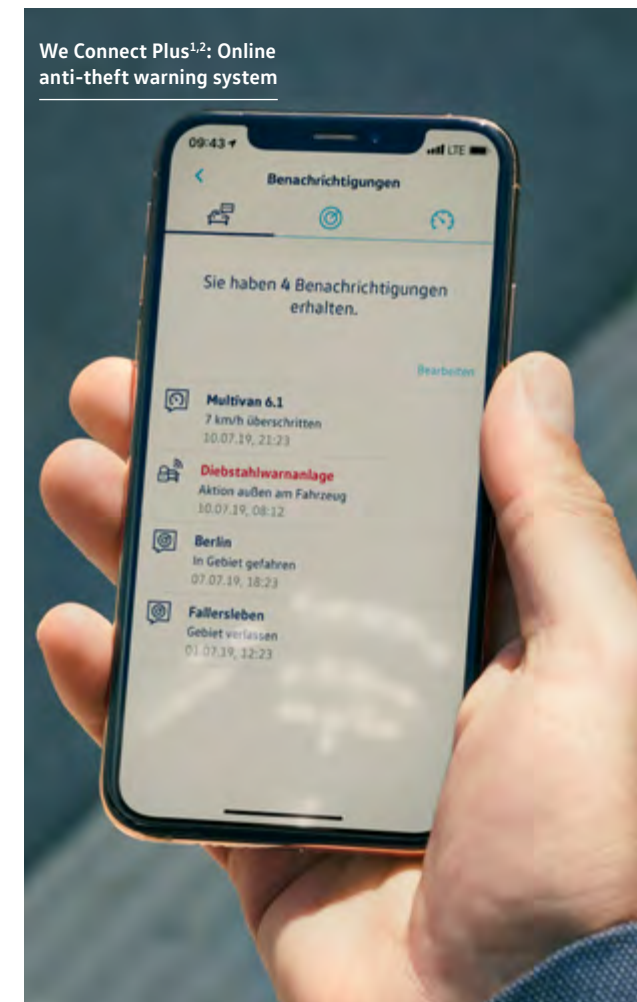 We Connect Plus1,2: Online
anti-theft warning system
09:43
LTE
Benachrichtigungen
Sie haben 4 Benachrichtigungen
erhalten.
Bearbeiten
Multivan 6.1
7 km/h überschritten
10.07.19, 21:23
Diebstahlwarnanlage
Aktion außen am Fahrzeug
10.07.19, 08:12
Berlin
In Gebiet gefahren
07.07.19, 18:23
Fallersleben
Gebiet verlassen
01.07.19, 12:23